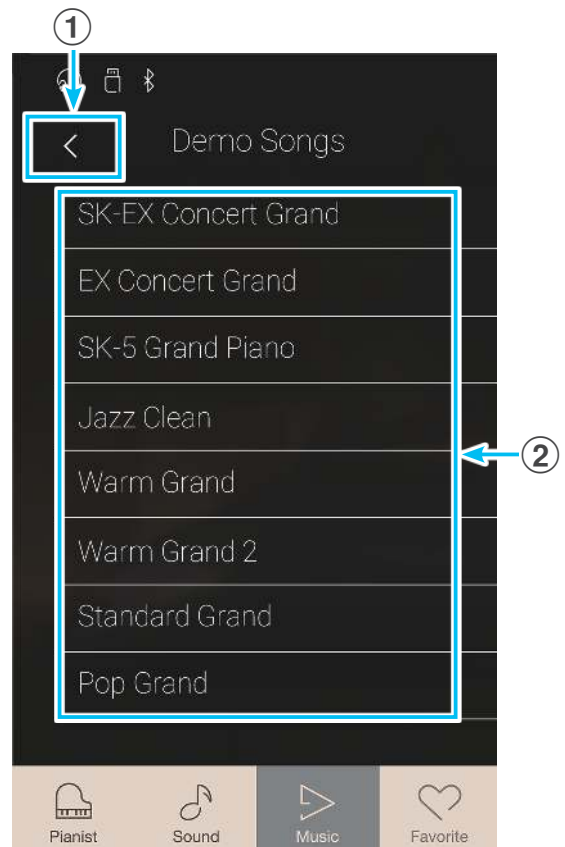 ①
< Demo Songs
SK-EX Concert Grand
EX Concert Grand
SK-5 Grand Piano
Jazz Clean
②
Warm Grand
Warm Grand 2
Standard Grand
Pop Grand
Pianist Sound Music Favorite